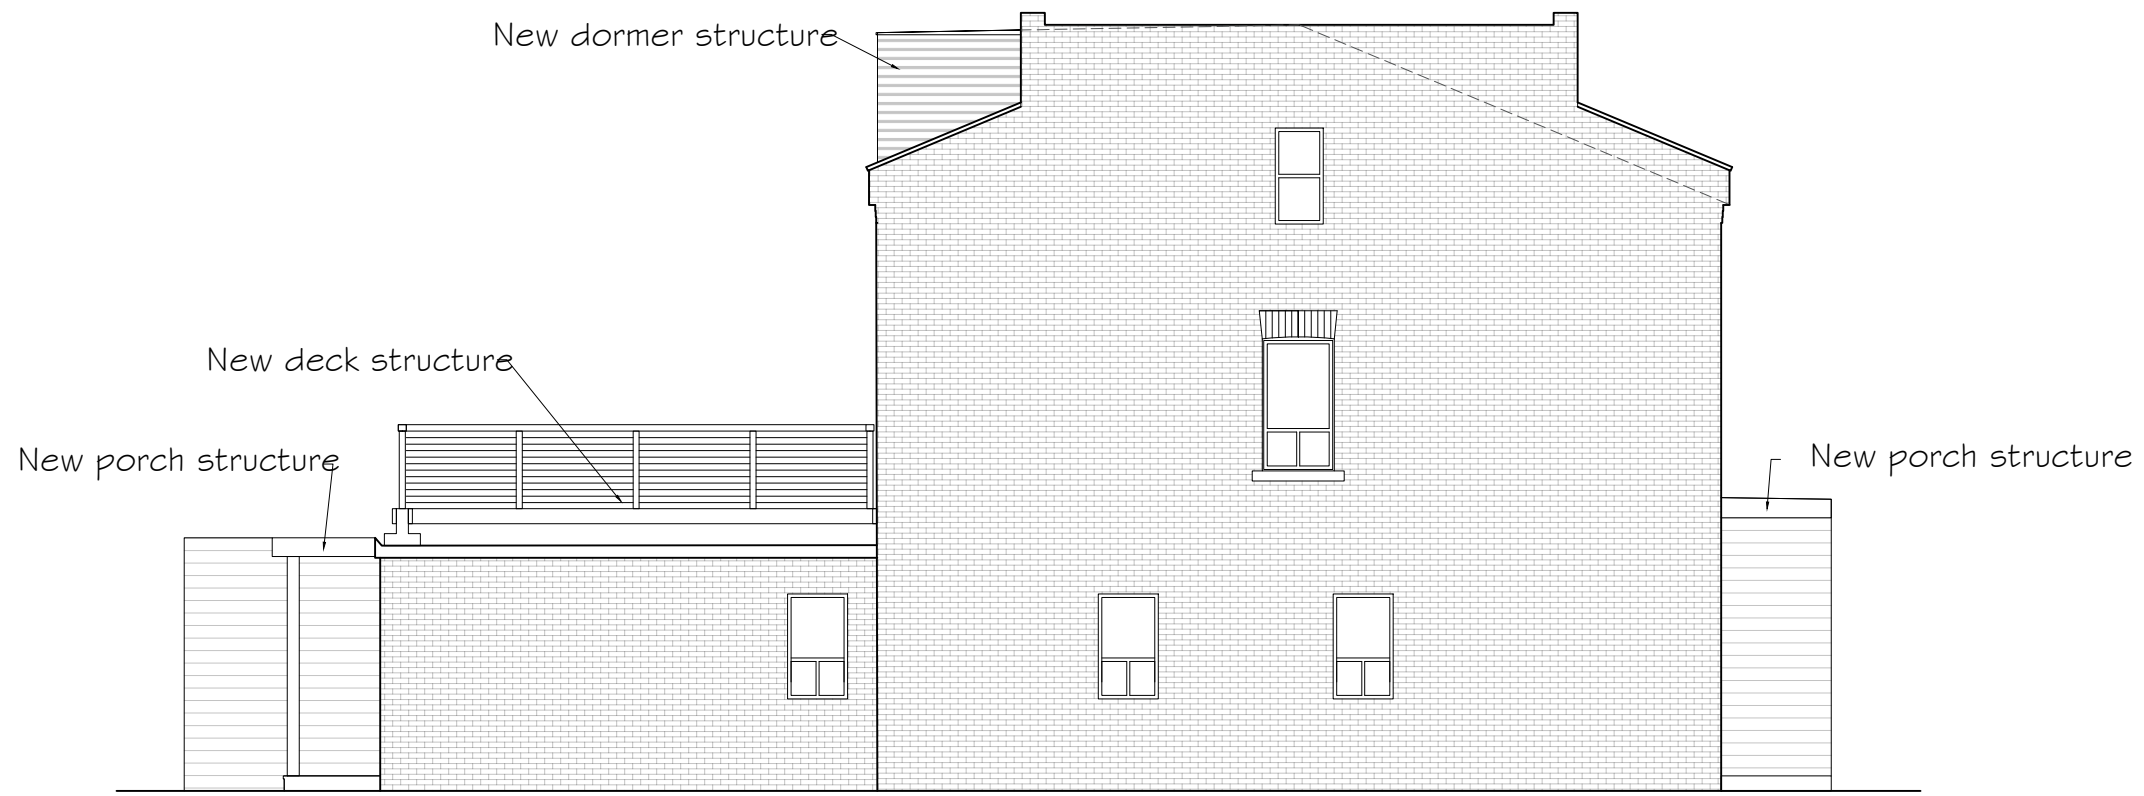 New dormer structure
New deck structure
New porch structure
New porch structure